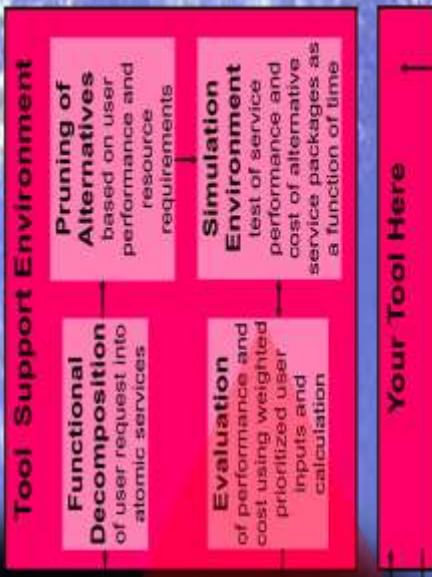 Tool Support Environment
Functional
Decomposition
of user request into
atomic services
Pruning of
Alternatives
based on user
performance and
resource
requirements
Simulation
Environment
test of service
performance and
cost of alternative
service packages as
a function of time
Evaluation
of performance and
cost using weighted
prioritized user
inputs and
calculation
Your Tool Here